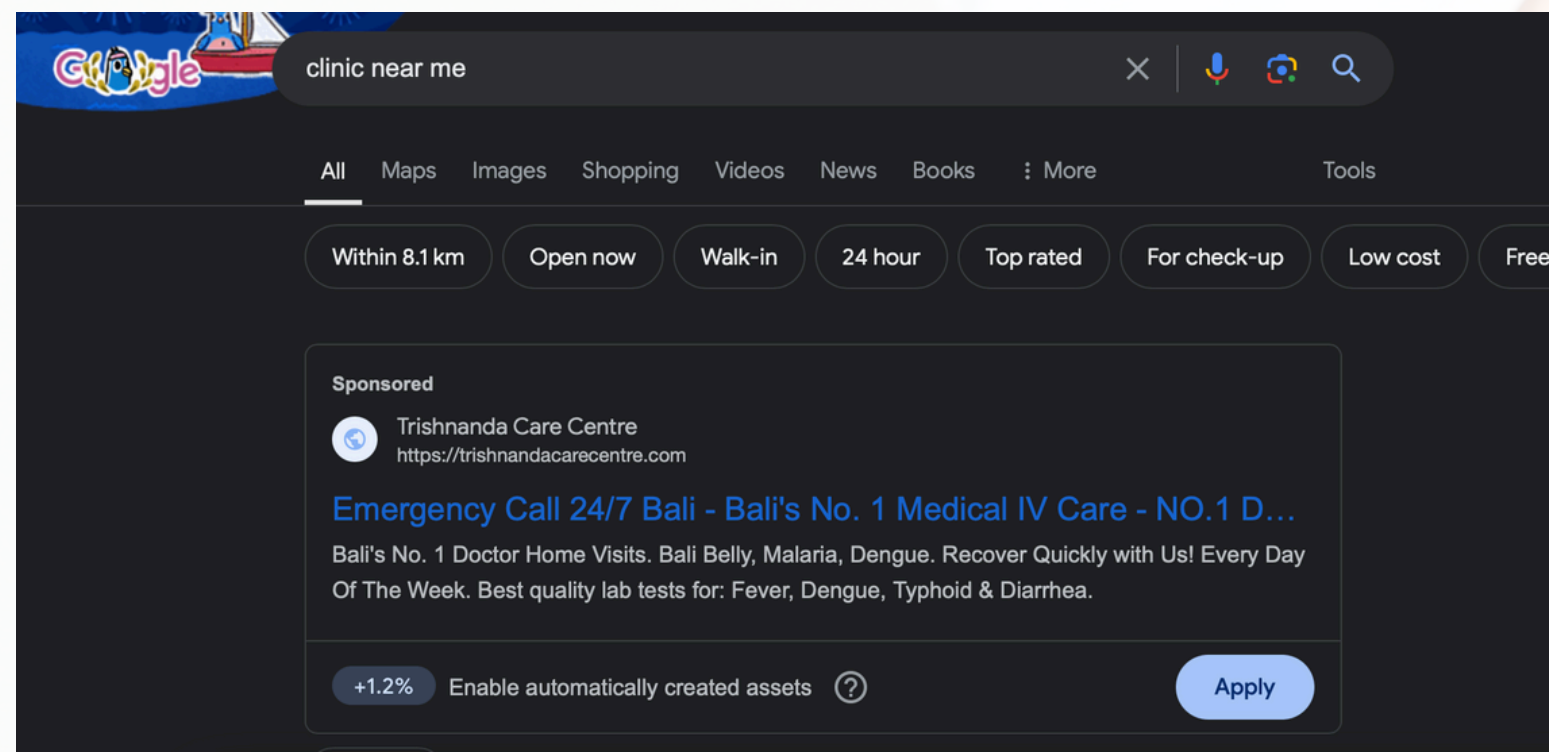 Google
clinic near me
All Maps Images Shopping Videos News Books More Tools
Within 8.1 km Open now Walk-in 24 hour Top rated For check-up Low cost Free
Sponsored
Trishnanda Care Centre
https://trishnandacarecentre.com
Emergency Call 24/7 Bali - Bali's No. 1 Medical IV Care - NO.1 D...
Bali's No. 1 Doctor Home Visits. Bali Belly, Malaria, Dengue. Recover Quickly with Us! Every Day
Of The Week. Best quality lab tests for: Fever, Dengue, Typhoid & Diarrhea.
+1.2% Enable automatically created assets ? Apply